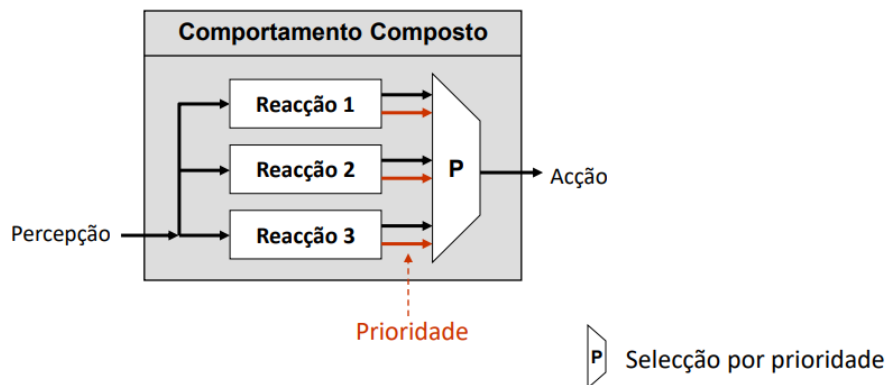 Comportamento Composto
Reacção 1
Reacção 2
P
Acção
Percepção
Reacção 3
Prioridade
P
Selecção por prioridade